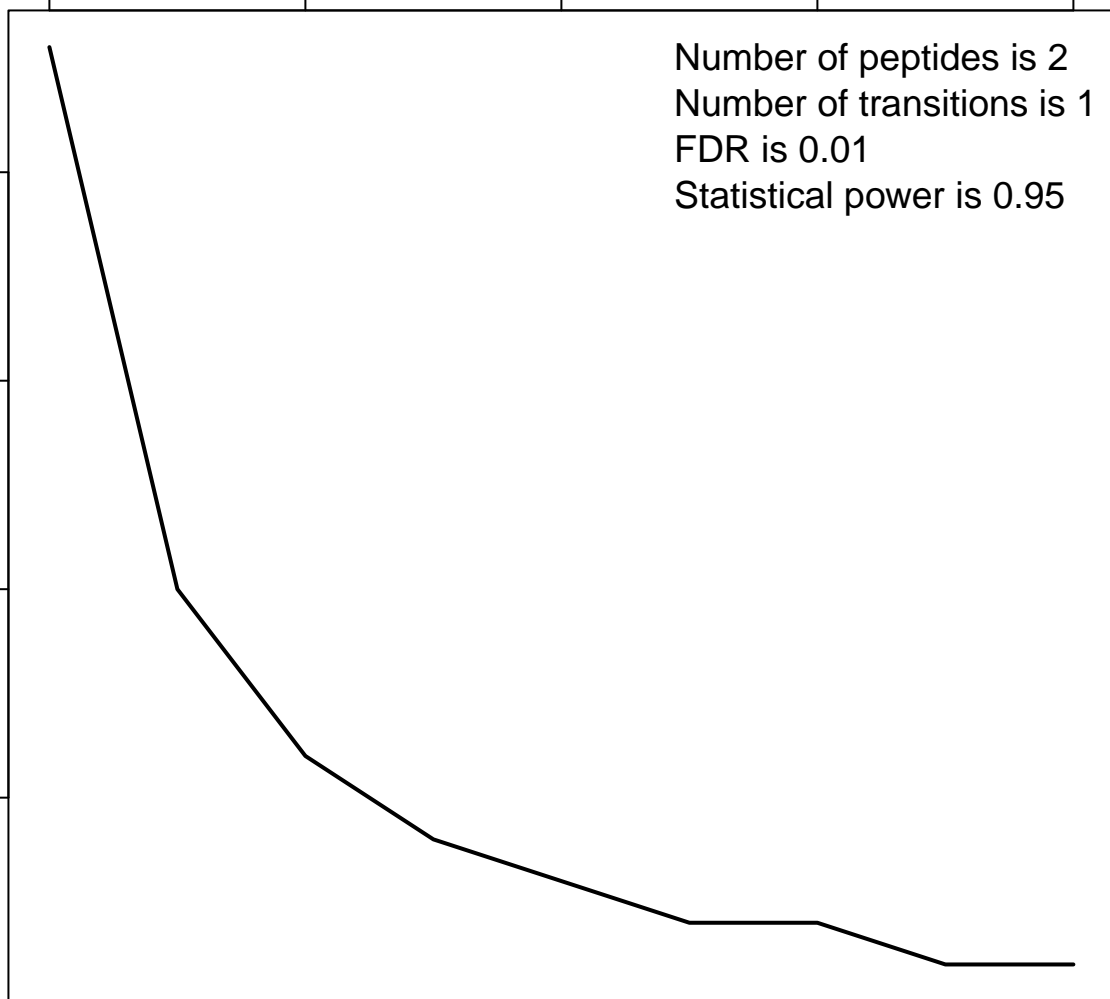 Number of peptides is 2
Number of transitions is 1
FDR is 0.01
Statistical power is 0.95